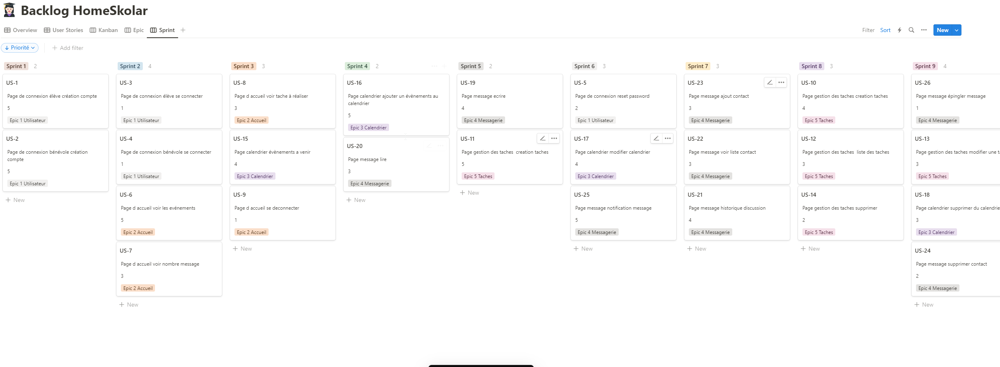 Backlog HomeSkolar
Overview
User Stories
Kanban
Epic
Sprint
Filter
Sort
New
Priorité
Add filter
Sprint 1 2
US-1
Page de connexion élève création compte
5
Epic 1 Utilisateur
US-2
Page de connexion bénévole création
compte
5
Epic 1 Utilisateur
New
Sprint 2 4
US-3
Page de connexion élève se connecter
1
Epic 1 Utilisateur
US-4
Page de connexion bénévole se connecter
1
Epic 1 Utilisateur
US-6
Page d accueil voir les evénements
5
Epic 2 Accueil
US-7
Page d accueil voir nombre message
3
Epic 2 Accueil
New
Sprint 3 3
US-8
Page d accueil voir tache à réaliser
3
Epic 2 Accueil
US-15
Page calendrier évènements a venir
4
Epic 3 Calendrier
US-9
Page d accueil se deconnecter
1
Epic 2 Accueil
New
Sprint 4 2
US-16
Page calendrier ajouter un évènements au
calendrier
5
Epic 3 Calendrier
US-20
Page message lire
3
Epic 4 Messagerie
New
Sprint 5 2
US-19
Page message ecrire
4
Epic 4 Messagerie
US-11
Page gestion des taches creation taches
5
Epic 5 Taches
New
Sprint 6 3
US-5
Page de connexion reset password
2
Epic 1 Utilisateur
US-17
Page calendrier modifier calendrier
4
Epic 3 Calendrier
US-25
Page message notification message
5
Epic 4 Messagerie
New
Sprint 7 3
US-23
Page message ajout contact
3
Epic 4 Messagerie
US-22
Page message voir liste contact
3
Epic 4 Messagerie
US-21
Page message historique discussion
4
Epic 4 Messagerie
New
Sprint 8 3
US-10
Page gestion des taches creation taches
4
Epic 5 Taches
US-12
Page gestion des taches liste des taches
3
Epic 5 Taches
US-14
Page gestion des taches supprimer
2
Epic 5 Taches
New
Sprint 9 4
US-26
Page message épingler message
1
Epic 4 Messagerie
US-13
Page gestion des taches modifier une
3
Epic 5 Taches
US-18
Page calendrier supprimer du
3
Epic 3 Calendrier
US-24
Page message supprimer contact
2
Epic 4 Messagerie
New